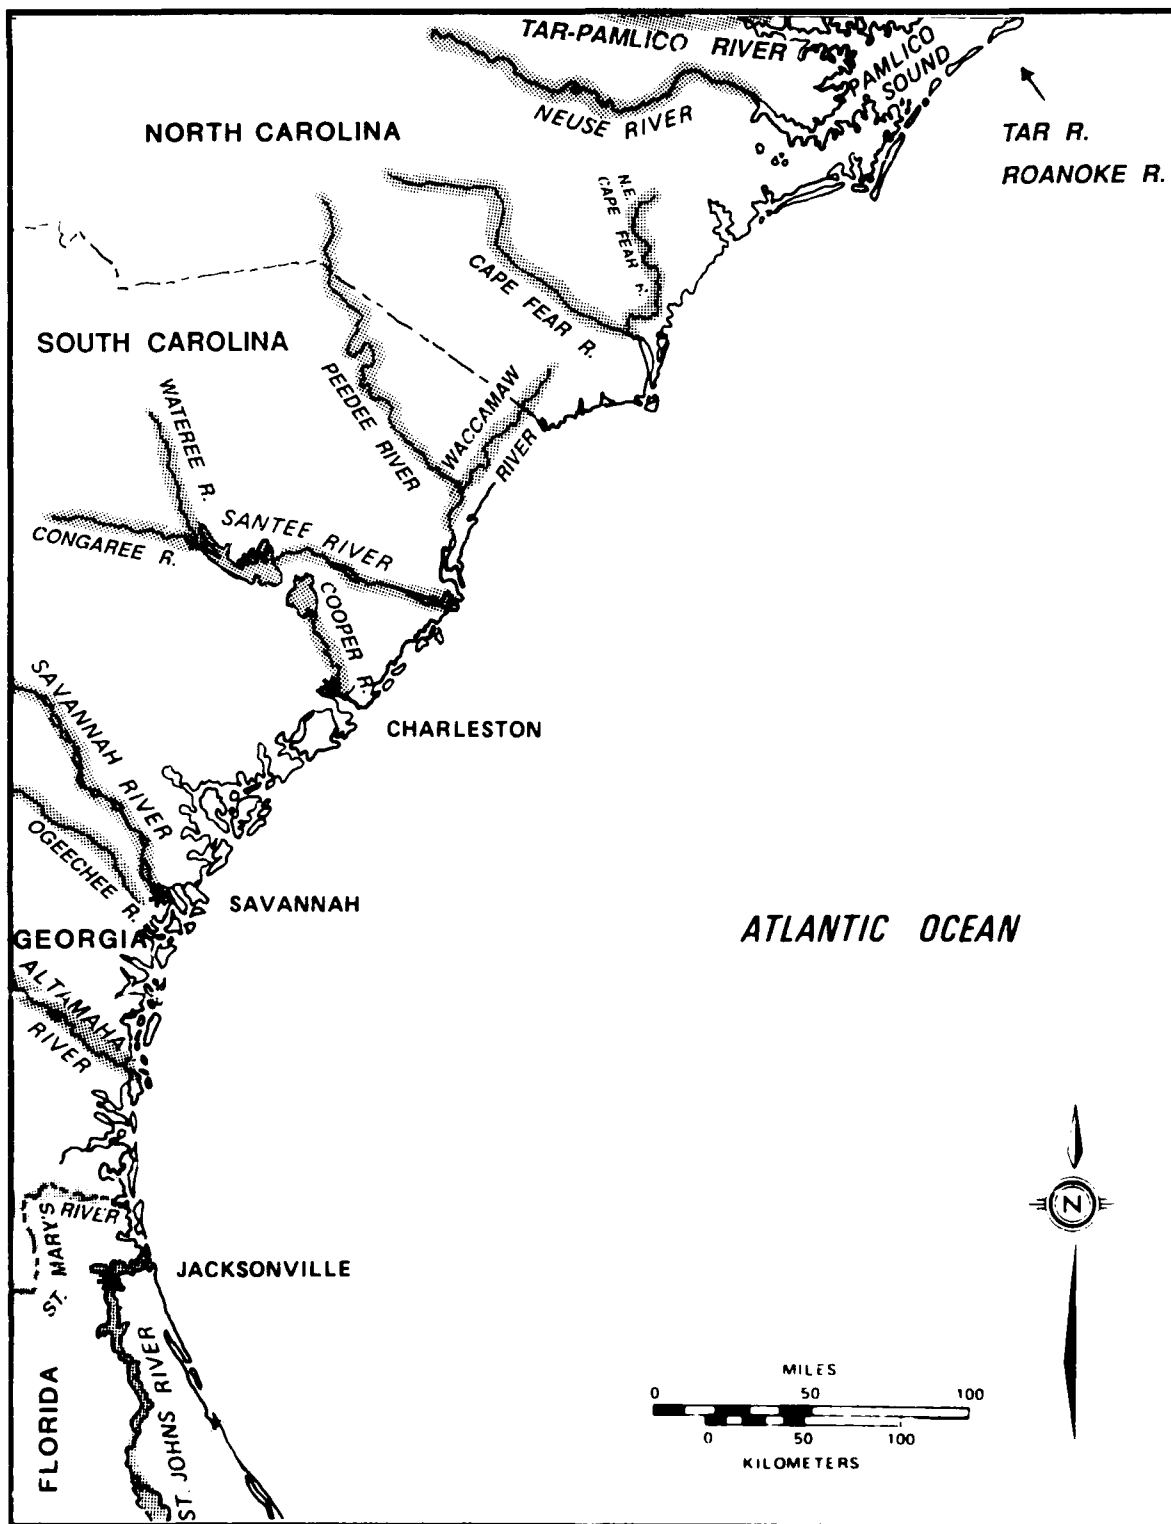 TAR-PAMLICO RIVER
PAMLICO
SOUND
NEUSE RIVER
TAR R.
ROANOKE R.
NORTH CAROLINA
N.E.
CAPE FEAR R.
CAPE FEAR R.
SOUTH CAROLINA
PEEDEE RIVER
WACCAMAW
RIVER
WATEREE R.
SANTEE RIVER
CONGAREE R.
COOPER R.
SAVANNAH RIVER
CHARLESTON
OGEECHEE R.
SAVANNAH
GEORGIA
ATLANTIC OCEAN
ALTAMAHA
RIVER
ST. MARY'S RIVER
N
JACKSONVILLE
FLORIDA
ST. JOHNS RIVER
MILES
0 50 100
0 50 100
KILOMETERS